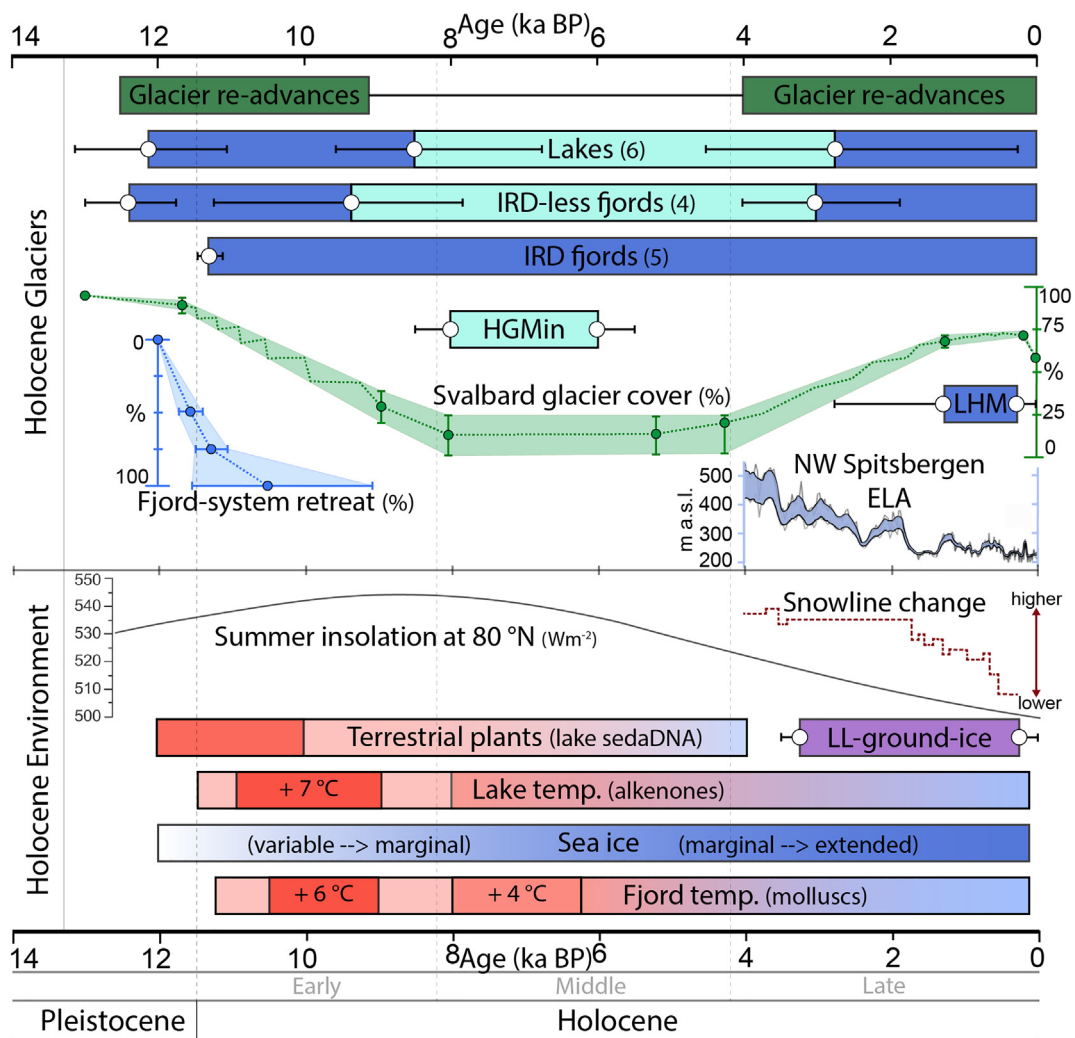 Age (ka BP)
14 12 10 8 6 4 2 0
Glacier re-advances
Glacier re-advances
Lakes (6)
IRD-less fjords (4)
IRD fjords (5)
Holocene Glaciers
HGMin
100
75
%
25
0
0
%
100
Svalbard glacier cover (%)
LHM
Fjord-system retreat (%)
NW Spitsbergen
ELA
m a.s.l.
500
400
300
200
Holocene Environment
550
540
530
520
510
500
Summer insolation at 80 °N (Wm-2)
Snowline change
higher
lower
Terrestrial plants (lake sedaDNA)
LL-ground-ice
+ 7 °C
Lake temp. (alkenones)
(variable --> marginal) Sea ice (marginal --> extended)
+ 6 °C
+ 4 °C
Fjord temp. (molluscs)
14 12 10 8 6 4 2 0
Age (ka BP)
Early Middle Late
Pleistocene Holocene